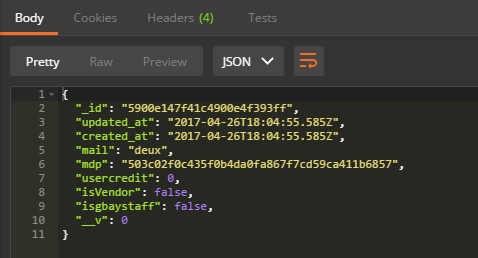 Body Cookies Headers (4) Tests
Pretty Raw Preview JSON
1 {
2 "_id": "5900e147f41c4900e4f393ff",
3 "updated_at": "2017-04-26T18:04:55.585Z",
4 "created_at": "2017-04-26T18:04:55.585Z",
5 "mail": "deux",
6 "mdp": "503c02f0c435f0b4da0fa867f7cd59ca411b6857",
7 "usercredit": 0,
8 "isVendor": false,
9 "isgbaystaff": false,
10 "__v": 0
11 }